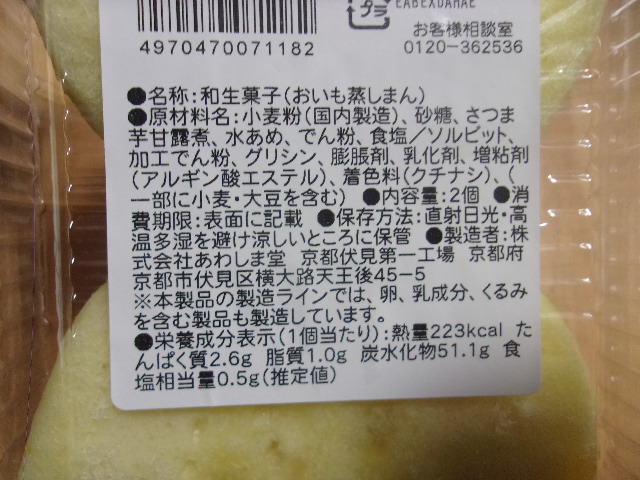 プラ
お客様相談室
4970470071182
0120-362536
●名称:和生菓子(おいも蒸しまん)
●原材料名:小麦粉(国内製造)、砂糖、さつま
芋甘露煮、水あめ、でん粉、食塩/ソルビット、
加工でん粉、グリシン、膨脹剤、乳化剤、増粘剤
(アルギン酸エステル)、着色料(クチナシ)、(
一部に小麦・大豆を含む) ●内容量:2個 ●消
費期限:表面に記載 ●保存方法:直射日光・高
温多湿を避け涼しいところに保管 ●製造者:株
式会社あわしま堂 京都伏見第一工場 京都府
京都市伏見区横大路天王後45-5
※本製品の製造ラインでは、卵、乳成分、くるみ
を含む製品も製造しています。
●栄養成分表示(1個当たり):熱量223kcal た
んぱく質2.6g 脂質1.0g 炭水化物51.1g 食
塩相当量0.5g(推定値)